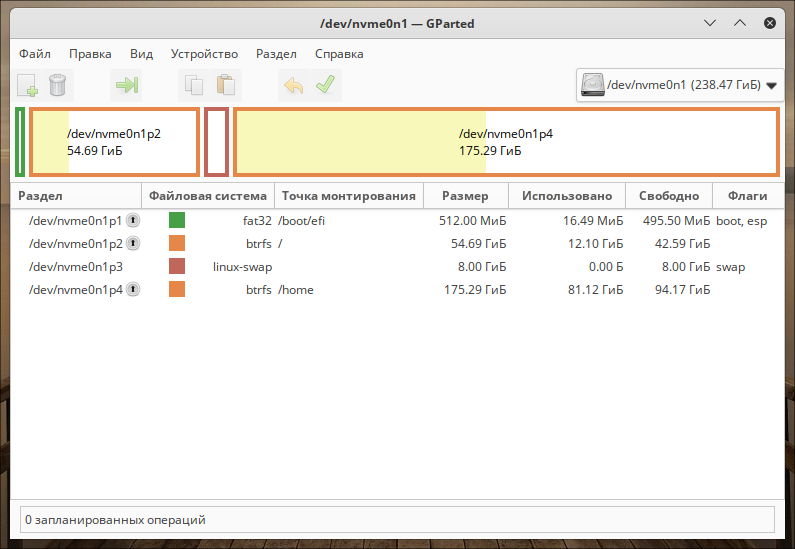 /dev/nvme0n1 — GParted
Файл Правка Вид Устройство Раздел Справка
/dev/nvme0n1 (238.47 ГиБ)
/dev/nvme0n1p2
54.69 ГиБ
/dev/nvme0n1p4
175.29 ГиБ
Раздел Файловая система Точка монтирования Размер Использовано Свободно Флаги
/dev/nvme0n1p1 fat32 /boot/efi 512.00 МиБ 16.49 МиБ 495.50 МиБ boot, esp
/dev/nvme0n1p2 btrfs / 54.69 ГиБ 12.10 ГиБ 42.59 ГиБ
/dev/nvme0n1p3 linux-swap 8.00 ГиБ 0.00 Б 8.00 ГиБ swap
/dev/nvme0n1p4 btrfs /home 175.29 ГиБ 81.12 ГиБ 94.17 ГиБ
0 запланированных операций